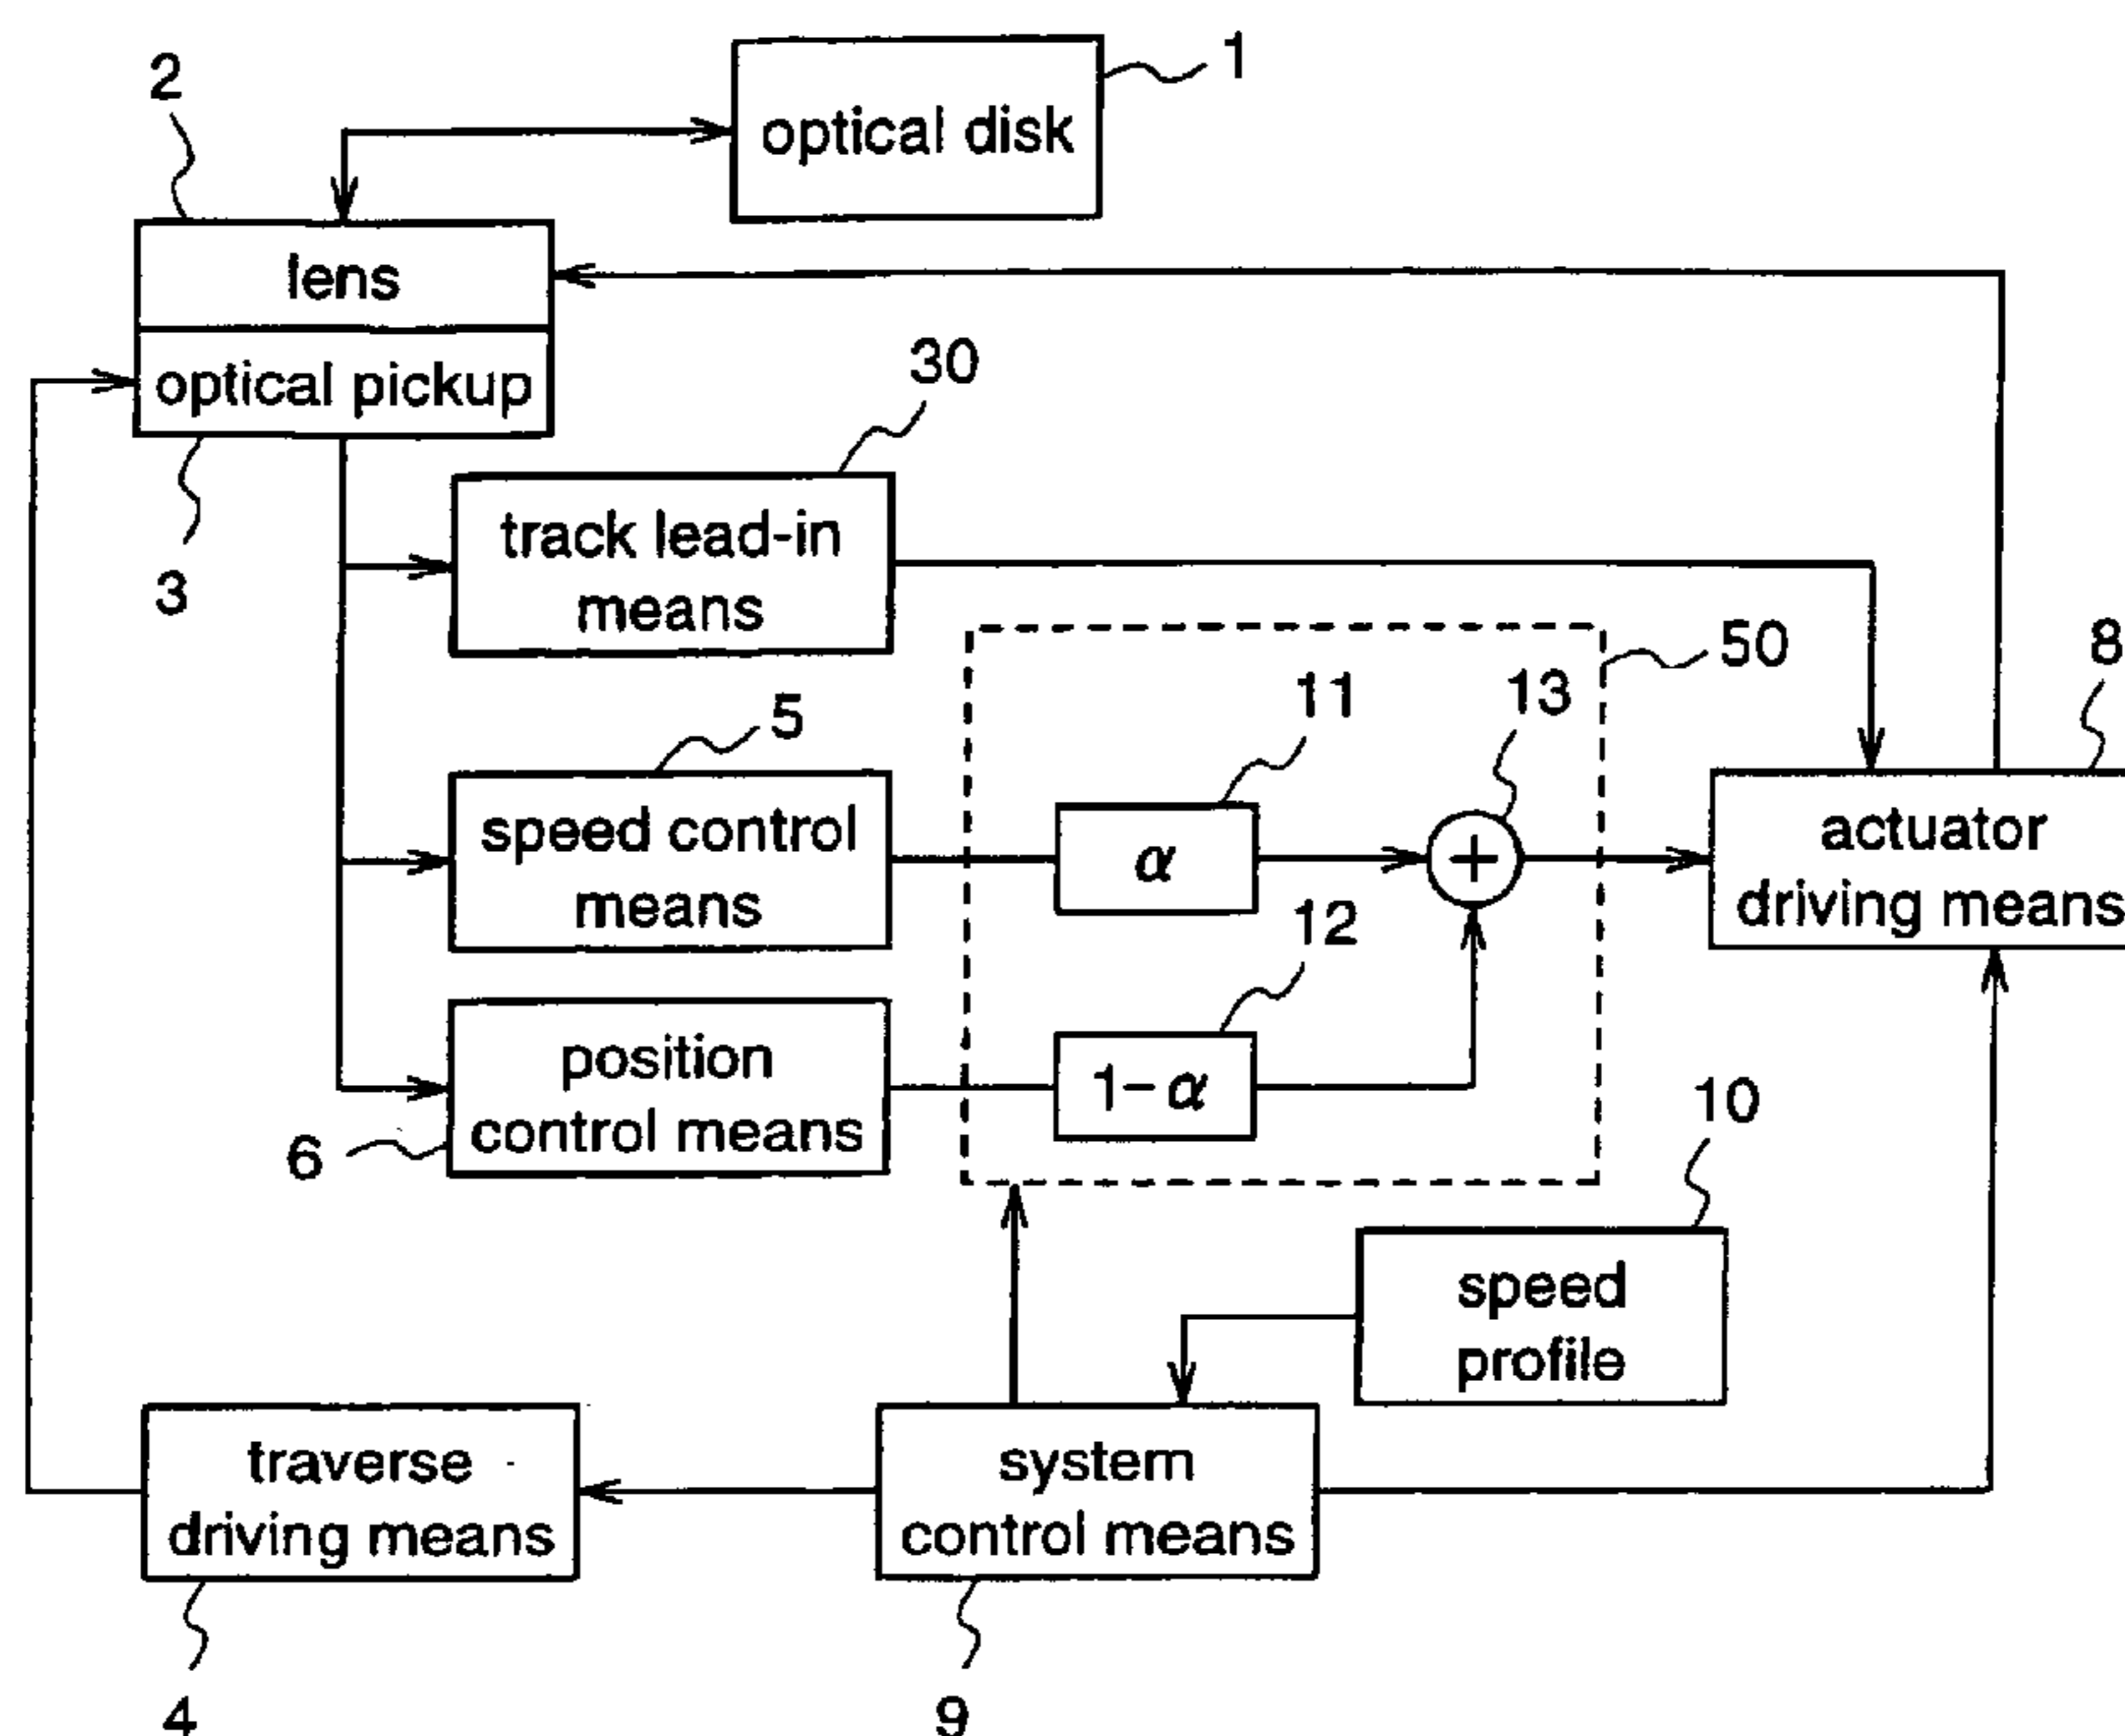 1
2
optical disk
lens
optical pickup
30
3
track lead-in
means
50
8
5
11
13
speed control
means
α
+
actuator
driving means
12
position
control means
1-α
10
6
speed
profile
traverse
driving means
system
control means
4
9